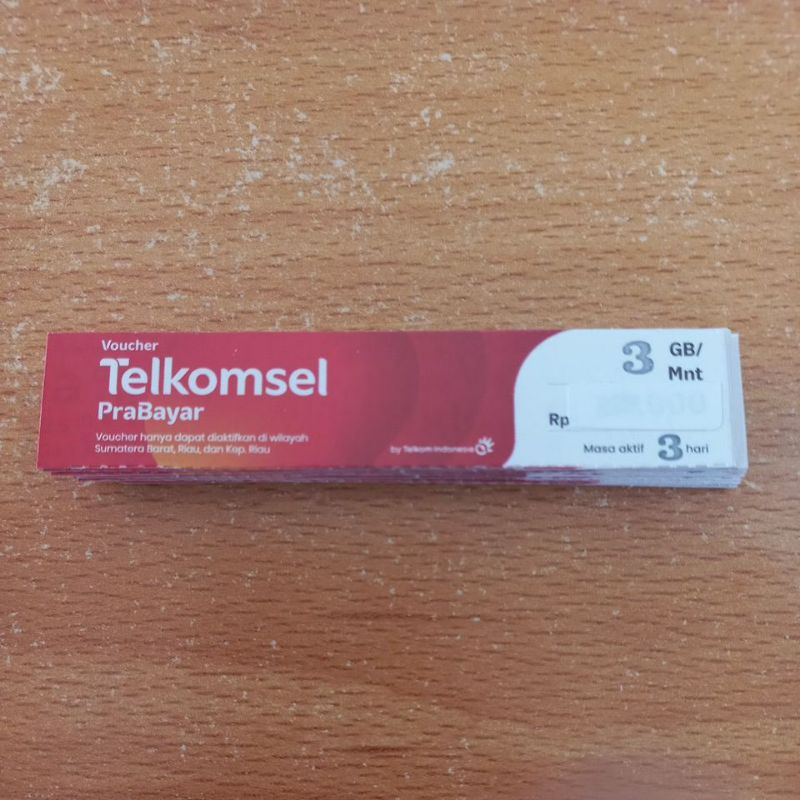 Voucher
Telkomsel
PraBayar
Voucher hanya dapat diaktifkan di wilayah
Sumatera Barat, Riau, dan Kep. Riau
by Telkom Indonesia
3 GB/
Mnt
Rp
Masa aktif 3 hari